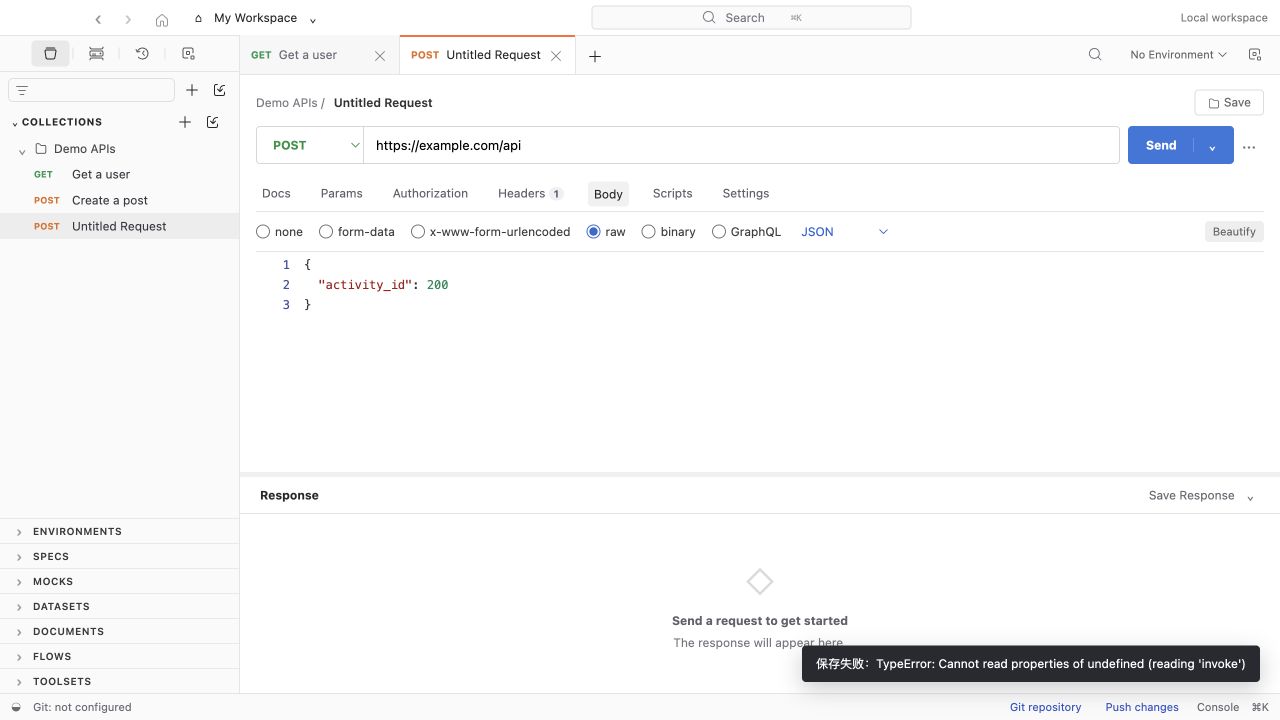 My Workspace
Search ⌘K
Local workspace
GET Get a user
POST Untitled Request
No Environment
COLLECTIONS
Demo APIs
GET Get a user
POST Create a post
POST Untitled Request
ENVIRONMENTS
SPECS
MOCKS
DATASETS
DOCUMENTS
FLOWS
TOOLSETS
Demo APIs / Untitled Request
Save
POST https://example.com/api
Send
Docs Params Authorization Headers 1 Body Scripts Settings
none form-data x-www-form-urlencoded raw binary GraphQL JSON
Beautify
1 {
2 "activity_id": 200
3 }
Response
Save Response
Send a request to get started
The response will appear here
保存失败：TypeError: Cannot read properties of undefined (reading 'invoke')
Git: not configured
Git repository Push changes Console ⌘K